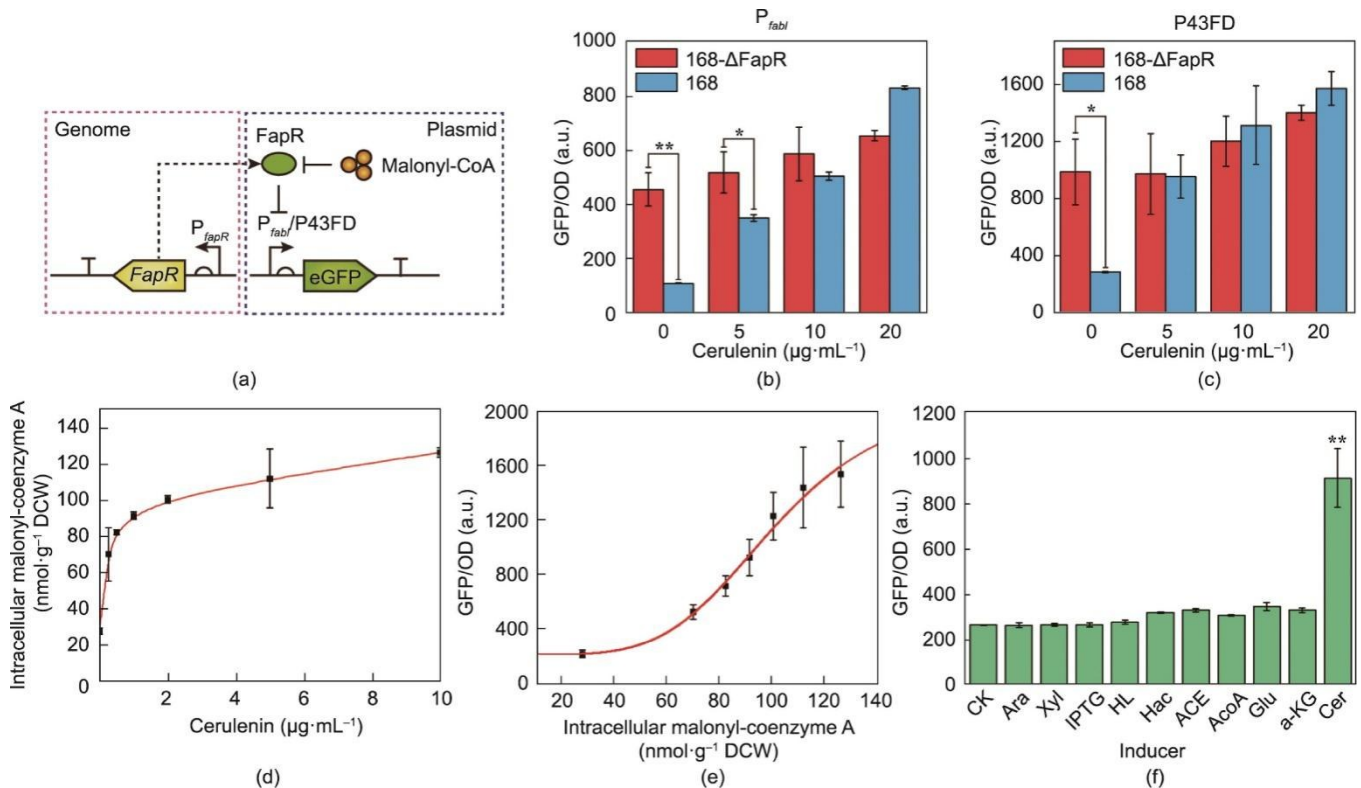 Genome
Plasmid
FapR
Malonyl-CoA
PfapR
Pfabl/P43FD
FapR
eGFP
(a)
Pfabl
1000
800
600
400
200
0
GFP/OD (a.u.)
168-ΔFapR
168
**
*
0 5 10 20
Cerulenin (µg·mL–1)
(b)
P43FD
1600
1200
800
400
0
GFP/OD (a.u.)
168-ΔFapR
168
*
0 5 10 20
Cerulenin (µg·mL–1)
(c)
Intracellular malonyl-coenzyme A
(nmol·g–1 DCW)
140
120
100
80
60
40
20
0
0 2 4 6 8 10
Cerulenin (µg·mL–1)
(d)
2000
1600
1200
800
400
0
GFP/OD (a.u.)
20 40 60 80 100 120 140
Intracellular malonyl-coenzyme A
(nmol·g–1 DCW)
(e)
1200
1000
800
600
400
200
0
GFP/OD (a.u.)
**
CK Ara Xyl IPTG HL Hac ACE AcoA Glu a-KG Cer
Inducer
(f)